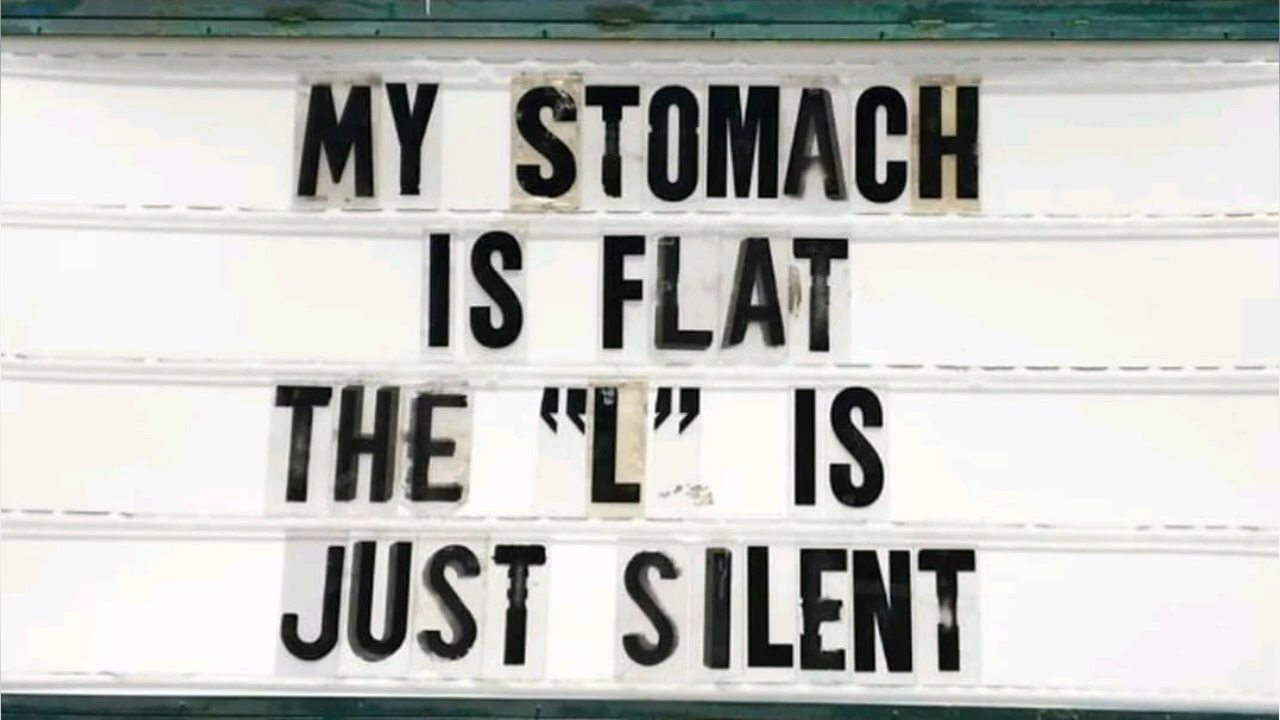 MY STOMACH
IS FLAT
THE “L” IS
JUST SILENT